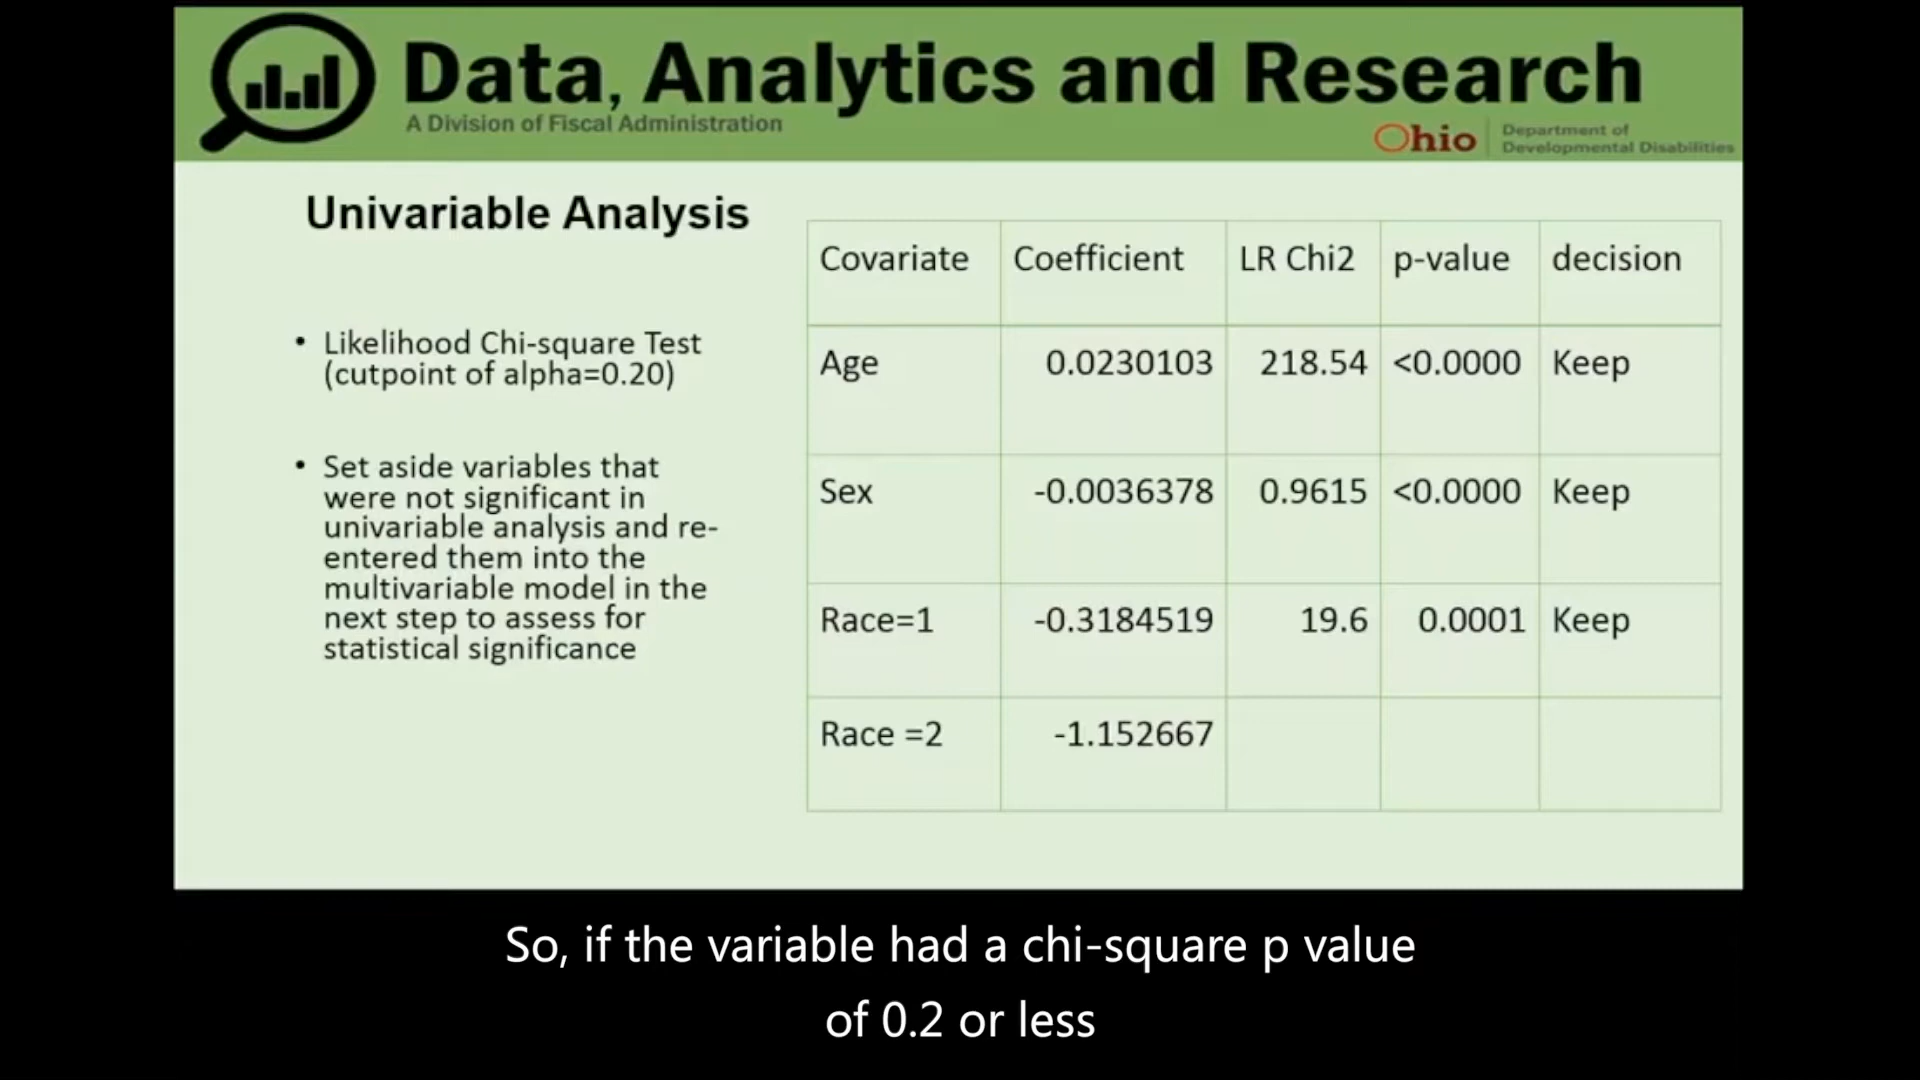 Data, Analytics and Research
A Division of Fiscal Administration
Ohio
Department of
Developmental Disabilities
Univariable Analysis
• Likelihood Chi-square Test
(cutpoint of alpha=0.20)
• Set aside variables that
were not significant in
univariable analysis and re-
entered them into the
multivariable model in the
next step to assess for
statistical significance
Covariate Coefficient LR Chi2 p-value decision
Age 0.0230103 218.54 <0.0000 Keep
Sex -0.0036378 0.9615 <0.0000 Keep
Race=1 -0.3184519 19.6 0.0001 Keep
Race =2 -1.152667
So, if the variable had a chi-square p value
of 0.2 or less